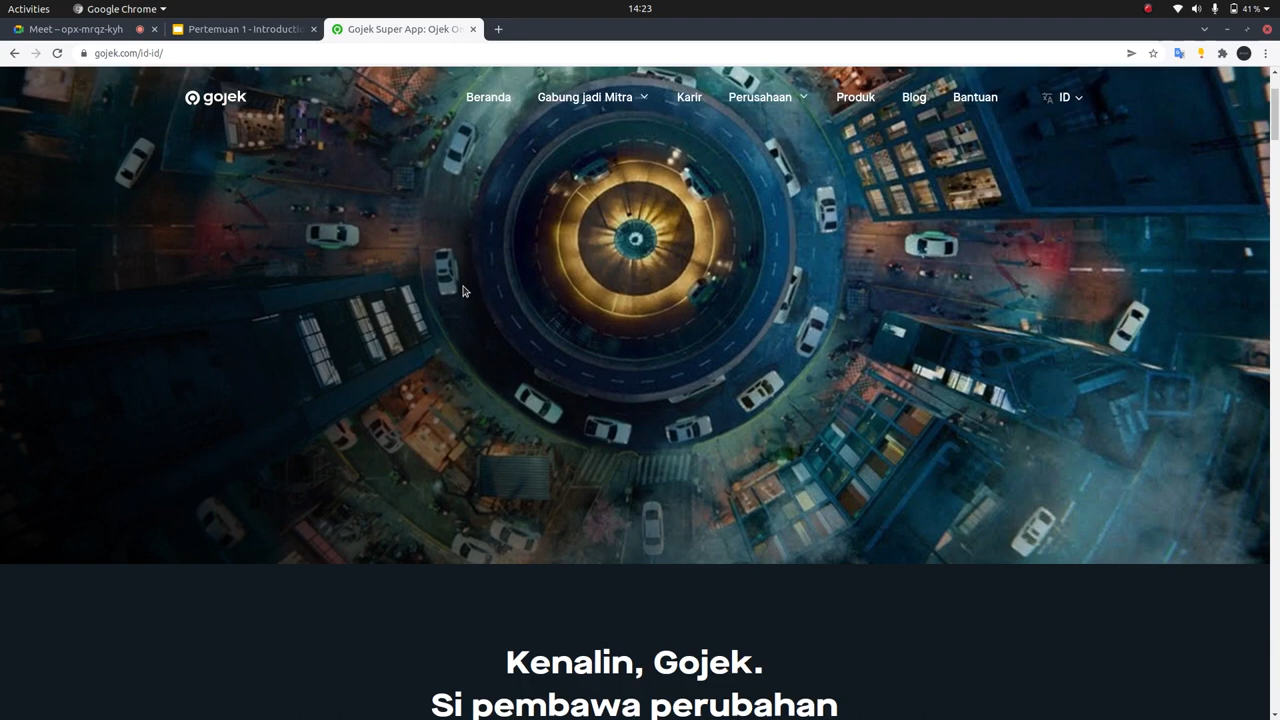 Activities
Google Chrome
14:23
41 %
Meet – opx-mrqz-kyh
Pertemuan 1 - Introductio
Gojek Super App: Ojek On
gojek.com/id-id/
gojek
Beranda
Gabung jadi Mitra
Karir
Perusahaan
Produk
Blog
Bantuan
ID
Kenalin, Gojek.
Si pembawa perubahan